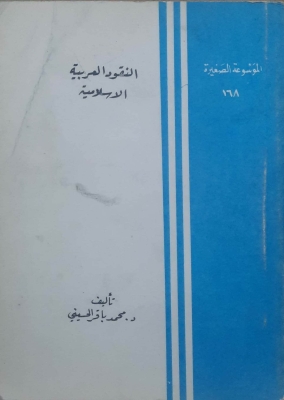 الموسوعة الصغيرة
١٦٨
النقود العربية
الاسلامية
تأليف
د. محمد باقر الحسيني